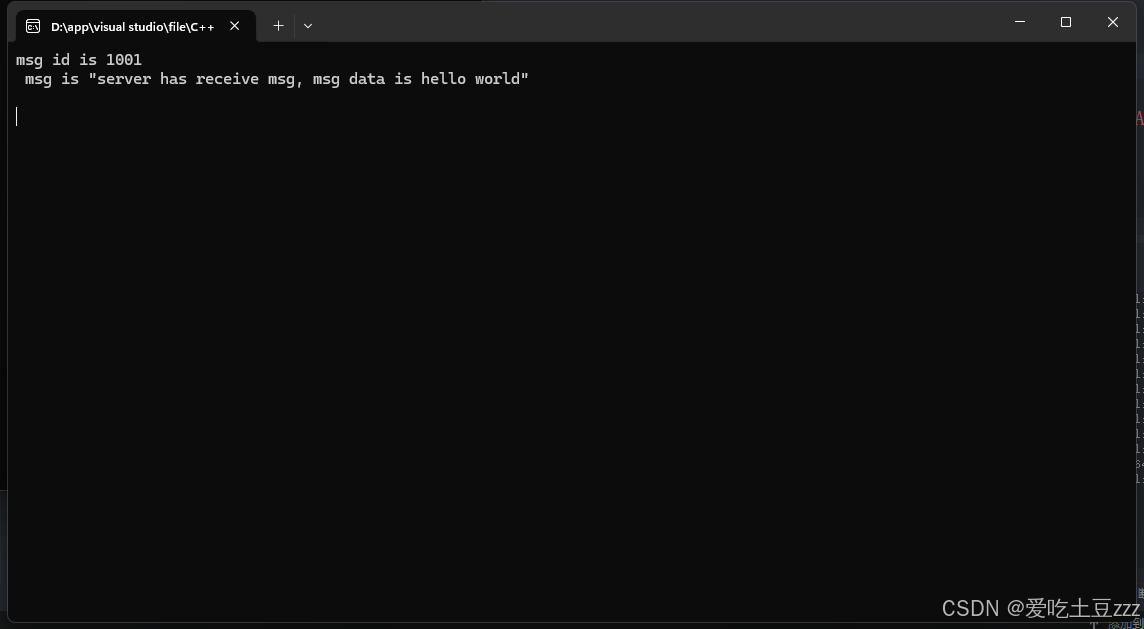 D:\app\visual studio\file\C++
msg id is 1001
 msg is "server has receive msg, msg data is hello world"
CSDN @爱吃土豆zzz